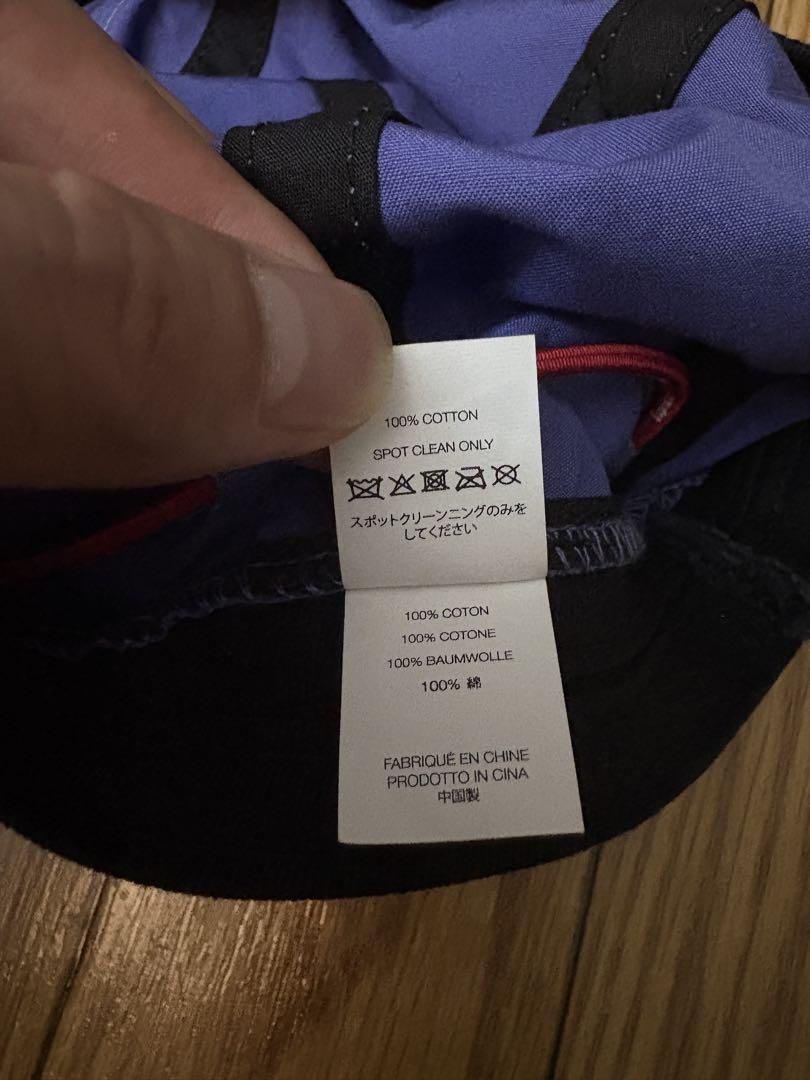 100% COTTON
SPOT CLEAN ONLY
スポットクリーンニングのみを
してください
100% COTON
100% COTONE
100% BAUMWOLLE
100% 綿
FABRIQUÉ EN CHINE
PRODOTTO IN CINA
中国製